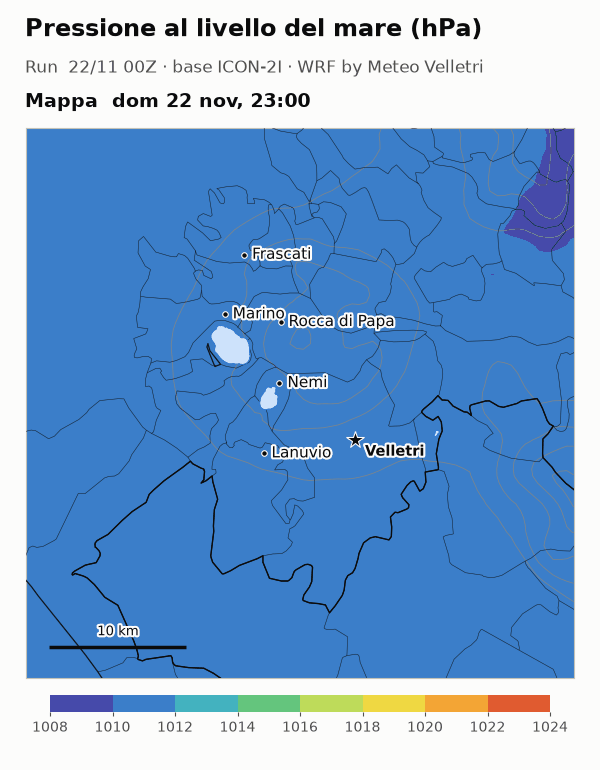 Pressione al livello del mare (hPa)
Run  22/11 00Z · base ICON-2I · WRF by Meteo Velletri
Mappa  dom 22 nov, 23:00
Frascati
Marino
Rocca di Papa
Nemi
Velletri
Lanuvio
10 km
1008 1010 1012 1014 1016 1018 1020 1022 1024